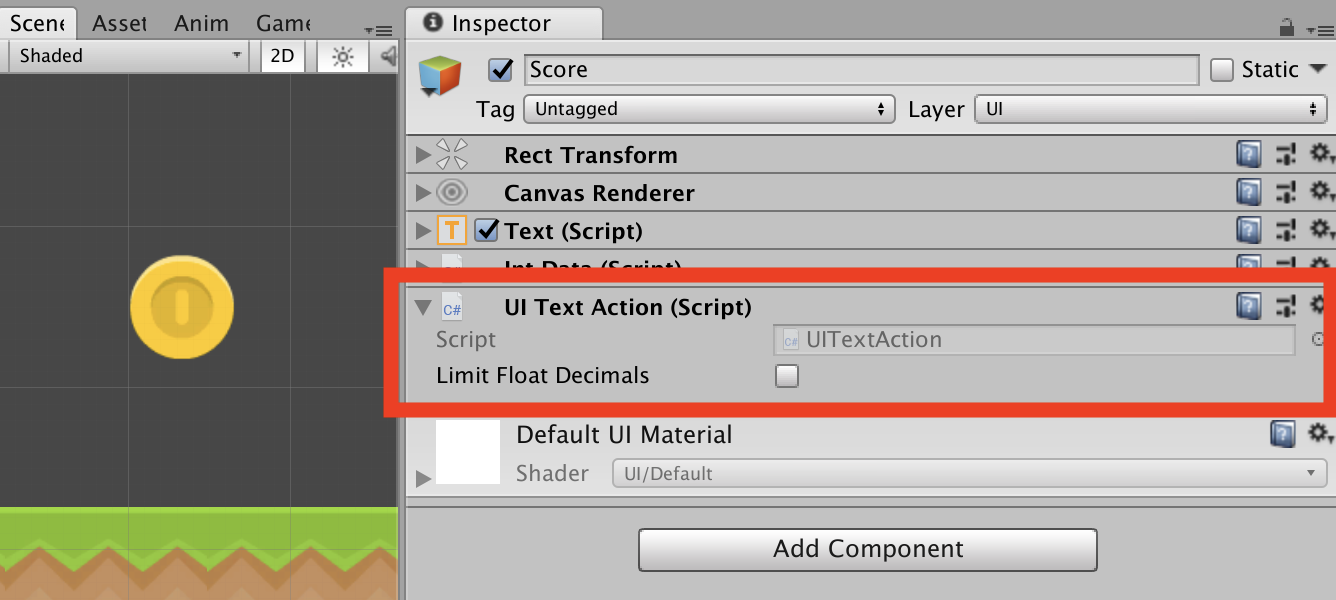 Scene Asset Anim Game
Shaded 2D
Inspector
Score Static
Tag Untagged Layer UI
Rect Transform
Canvas Renderer
T Text (Script)
Int Data (Script)
C# UI Text Action (Script)
Script C# UITextAction
Limit Float Decimals
Default UI Material
Shader UI/Default
Add Component